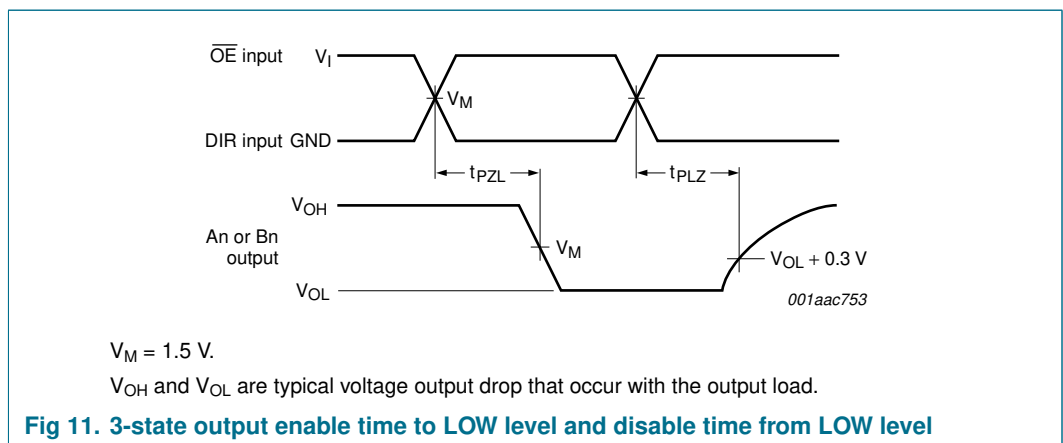 OE input V_I
V_M
DIR input GND
t_PZL t_PLZ
V_OH
An or Bn
output
V_M
V_OL + 0.3 V
V_OL
001aac753
V_M = 1.5 V.
V_OH and V_OL are typical voltage output drop that occur with the output load.
Fig 11. 3-state output enable time to LOW level and disable time from LOW level